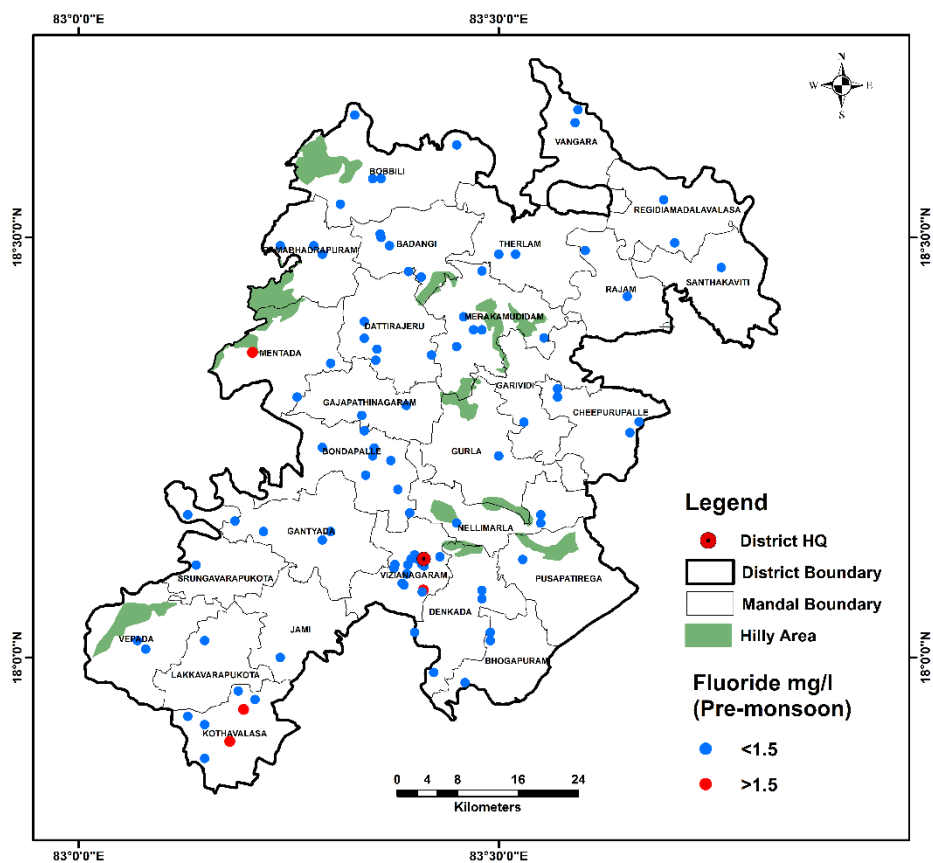 83°0'0"E
83°30'0"E
N
W
E
S
VANGARA
BOBBILI
REGIDIAMADALAVALASA
18°30'0"N
18°30'0"N
RAMABHADRAPURAM
BADANGI
THERLAM
SANTHAKAVITI
RAJAM
MERAKAMUDIDAM
DATTIRAJERU
MENTADA
GARIVIDI
GAJAPATHINAGARAM
CHEEPURUPALLE
BONDAPALLE
GURLA
Legend
District HQ
District Boundary
Mandal Boundary
Hilly Area
Fluoride mg/l
(Pre-monsoon)
<1.5
>1.5
NELLIMARLA
GANTYADA
VIZIANAGARAM
SRUNGAVARAPUKOTA
PUSAPATIREGA
DENKADA
JAMI
VEPADA
18°0'0"N
18°0'0"N
BHOGAPURAM
LAKKAVARAPUKOTA
KOTHAVALASA
0 4 8 16 24
Kilometers
83°0'0"E
83°30'0"E